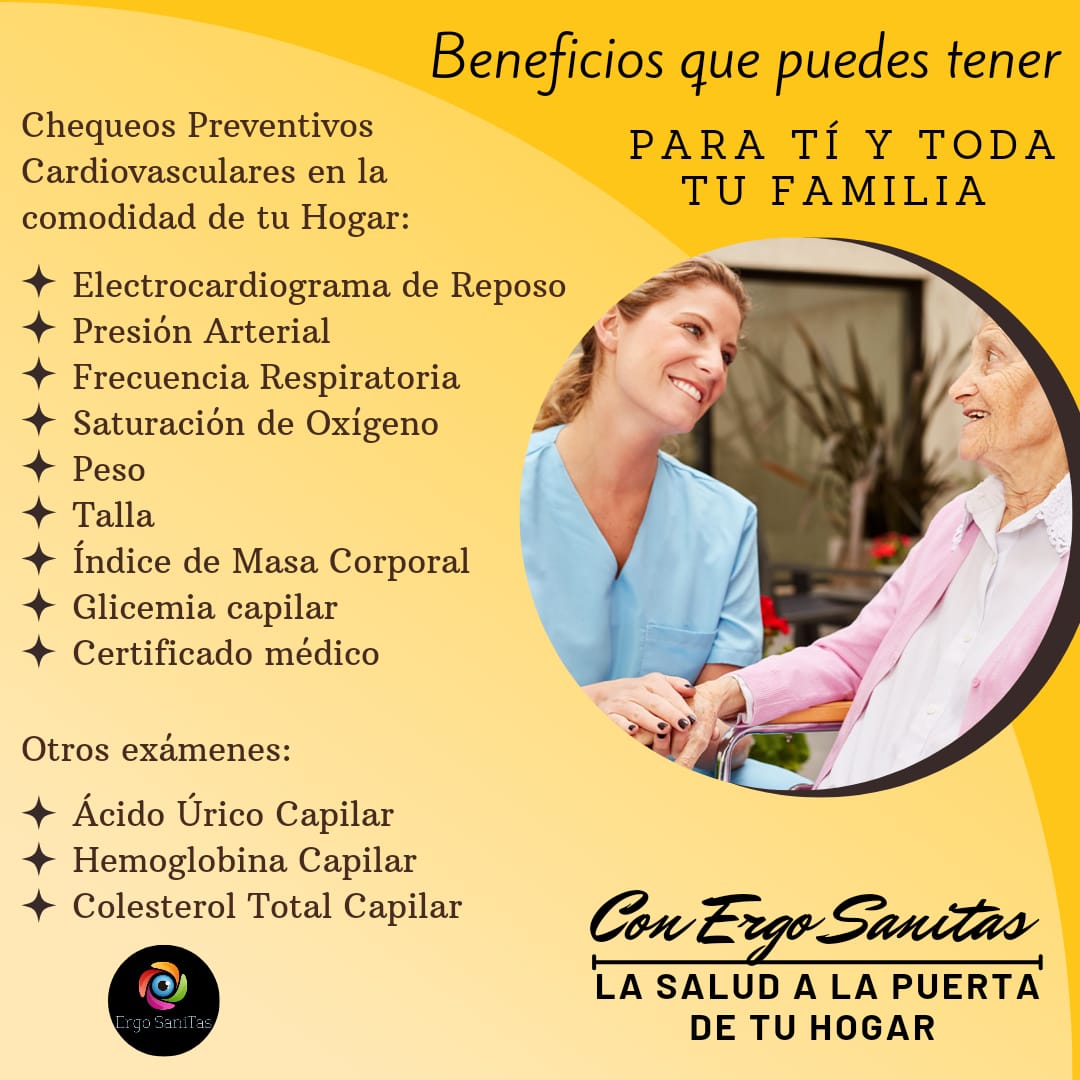 Beneficios que puedes tener
PARA TÍ Y TODA
TU FAMILIA
Chequeos Preventivos
Cardiovasculares en la
comodidad de tu Hogar:
Electrocardiograma de Reposo
Presión Arterial
Frecuencia Respiratoria
Saturación de Oxígeno
Peso
Talla
Índice de Masa Corporal
Glicemia capilar
Certificado médico
Otros exámenes:
Ácido Úrico Capilar
Hemoglobina Capilar
Colesterol Total Capilar
Ergo SaniTas
Con Ergo Sanitas
LA SALUD A LA PUERTA
DE TU HOGAR